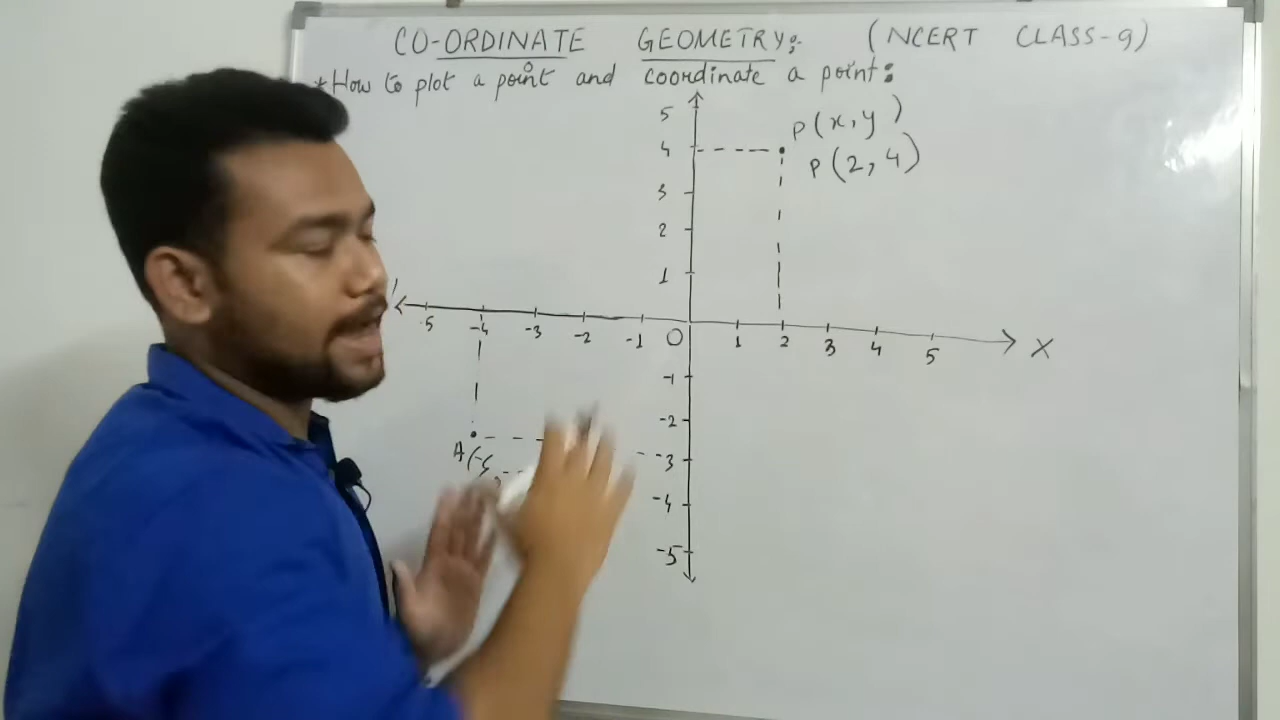 CO-ORDINATE GEOMETRY:- (NCERT CLASS-9)
*How to plot a point and coordinate a point:
5
P(x,y)
4
P(2,4)
3
2
1
-5 -4 -3 -2 -1 O 1 2 3 4 5 X
-1
-2
A(-
-3
-4
-5